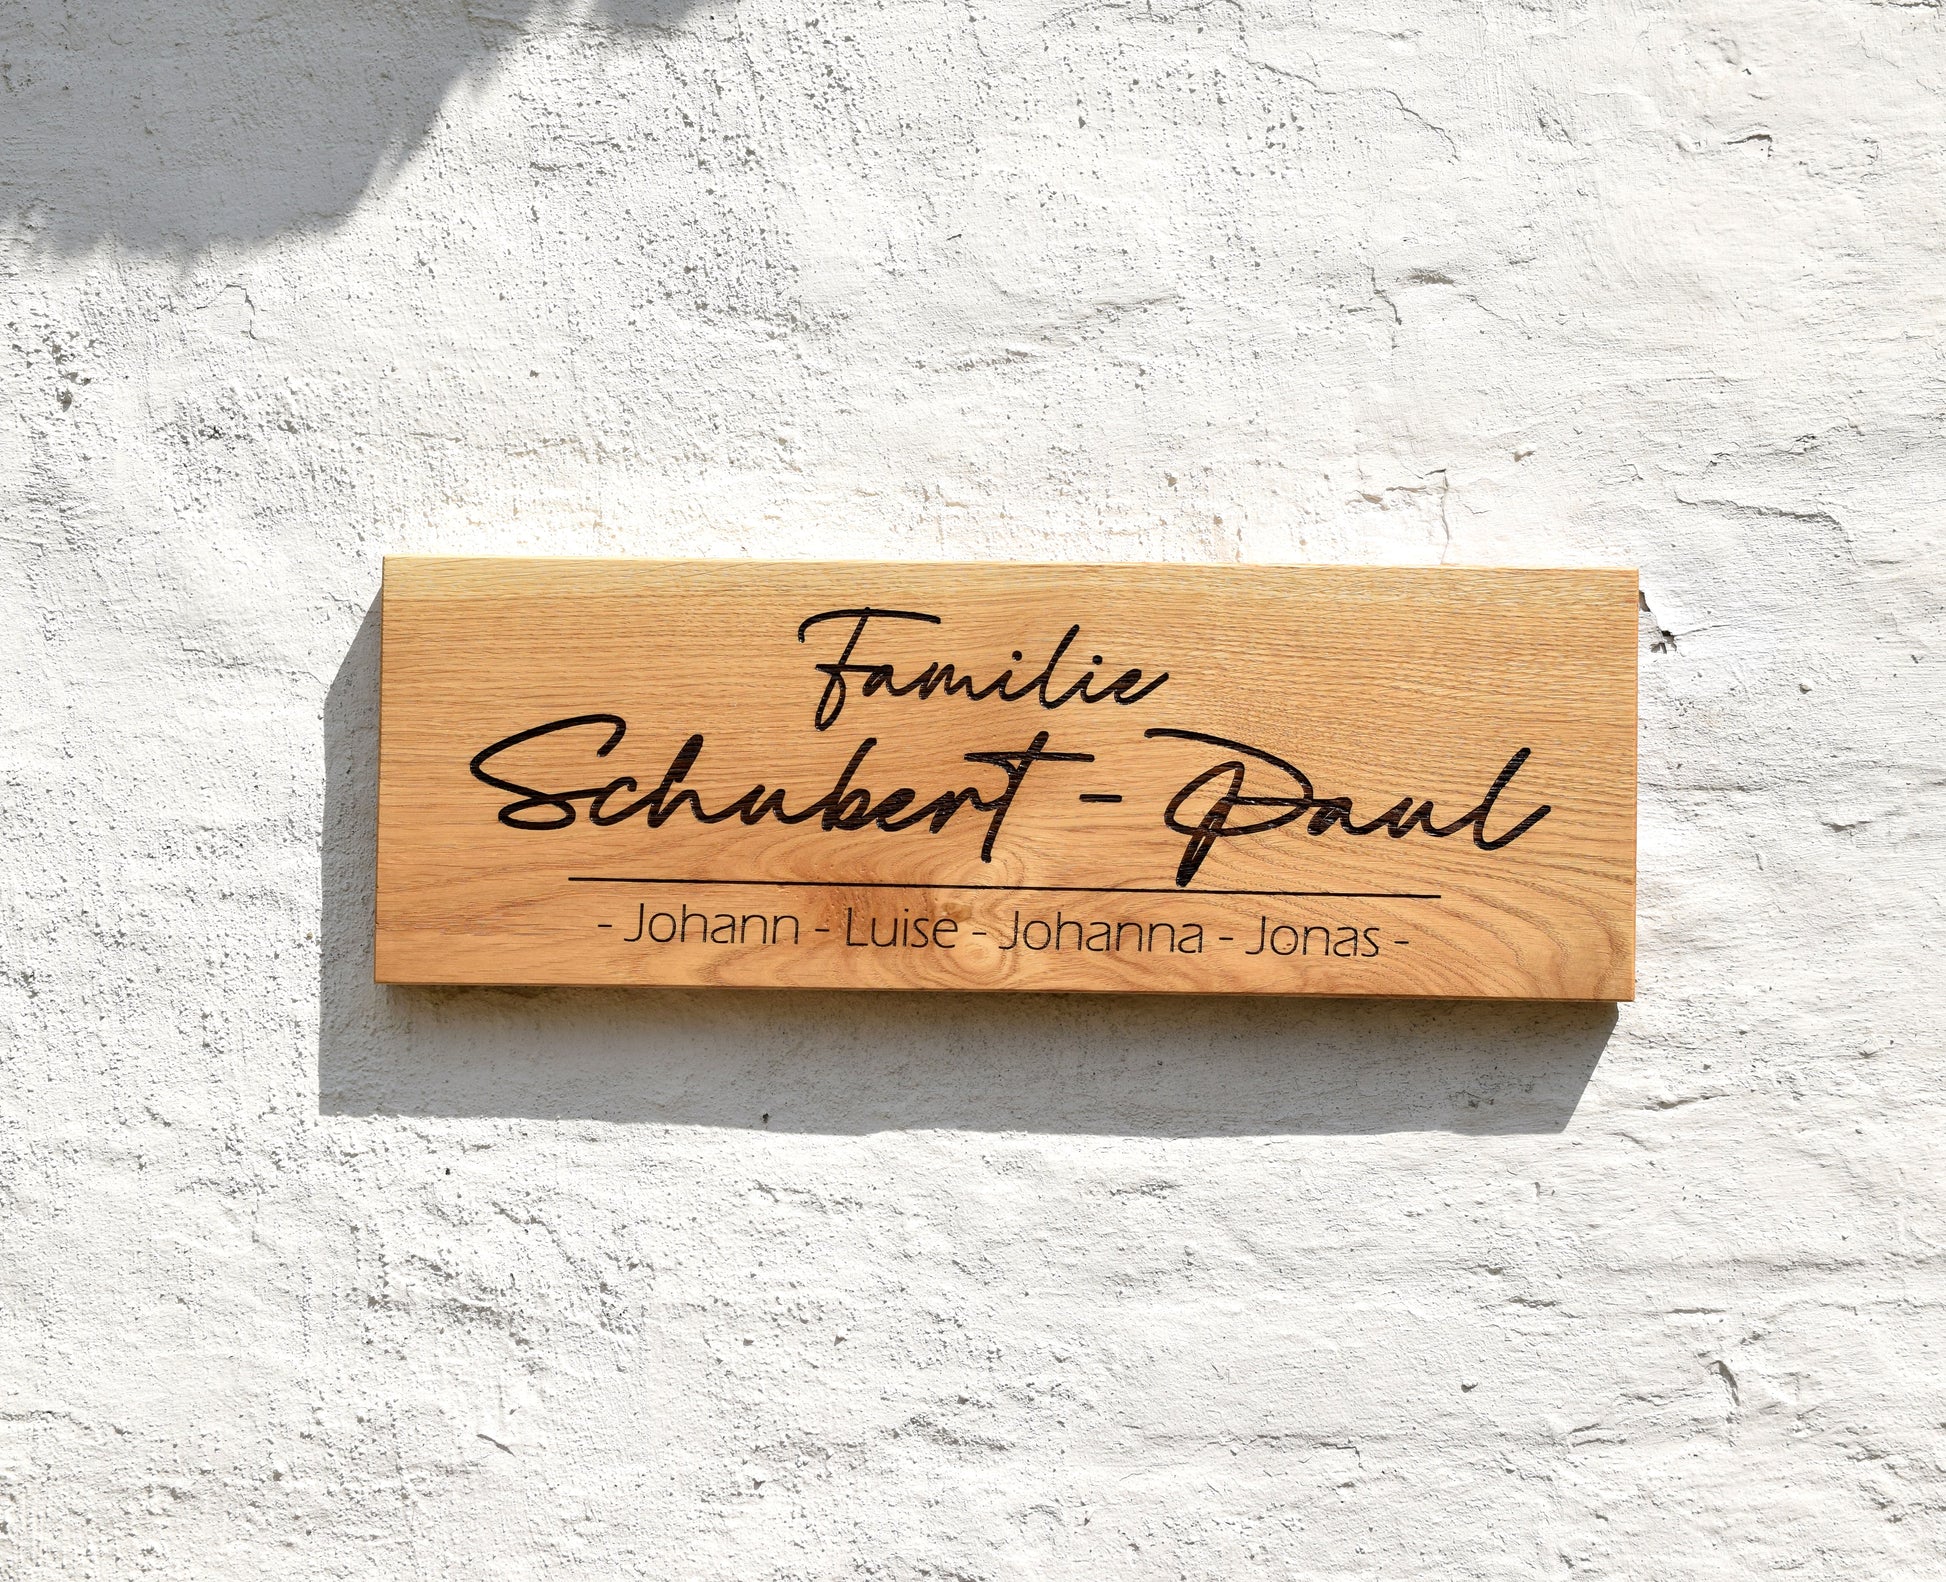 Familie
Schubert - Paul
- Johann - Luise - Johanna - Jonas -